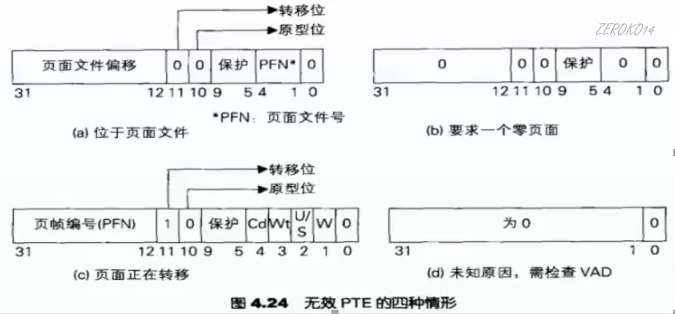 ZEROKO14
转移位
原型位
页面文件偏移 0 0 保护 PFN* 0
31 12 11 10 9 5 4 1 0
*PFN：页面文件号
(a) 位于页面文件
0 0 0 保护 0 0
31 12 11 10 9 5 4 1 0
(b) 要求一个零页面
转移位
原型位
页帧编号(PFN) 1 0 保护 Cd Wt U/S W 0
31 12 11 10 9 5 4 3 2 1 0
(c) 页面正在转移
为 0 0
31 1 0
(d) 未知原因，需检查 VAD
图 4.24 无效 PTE 的四种情形